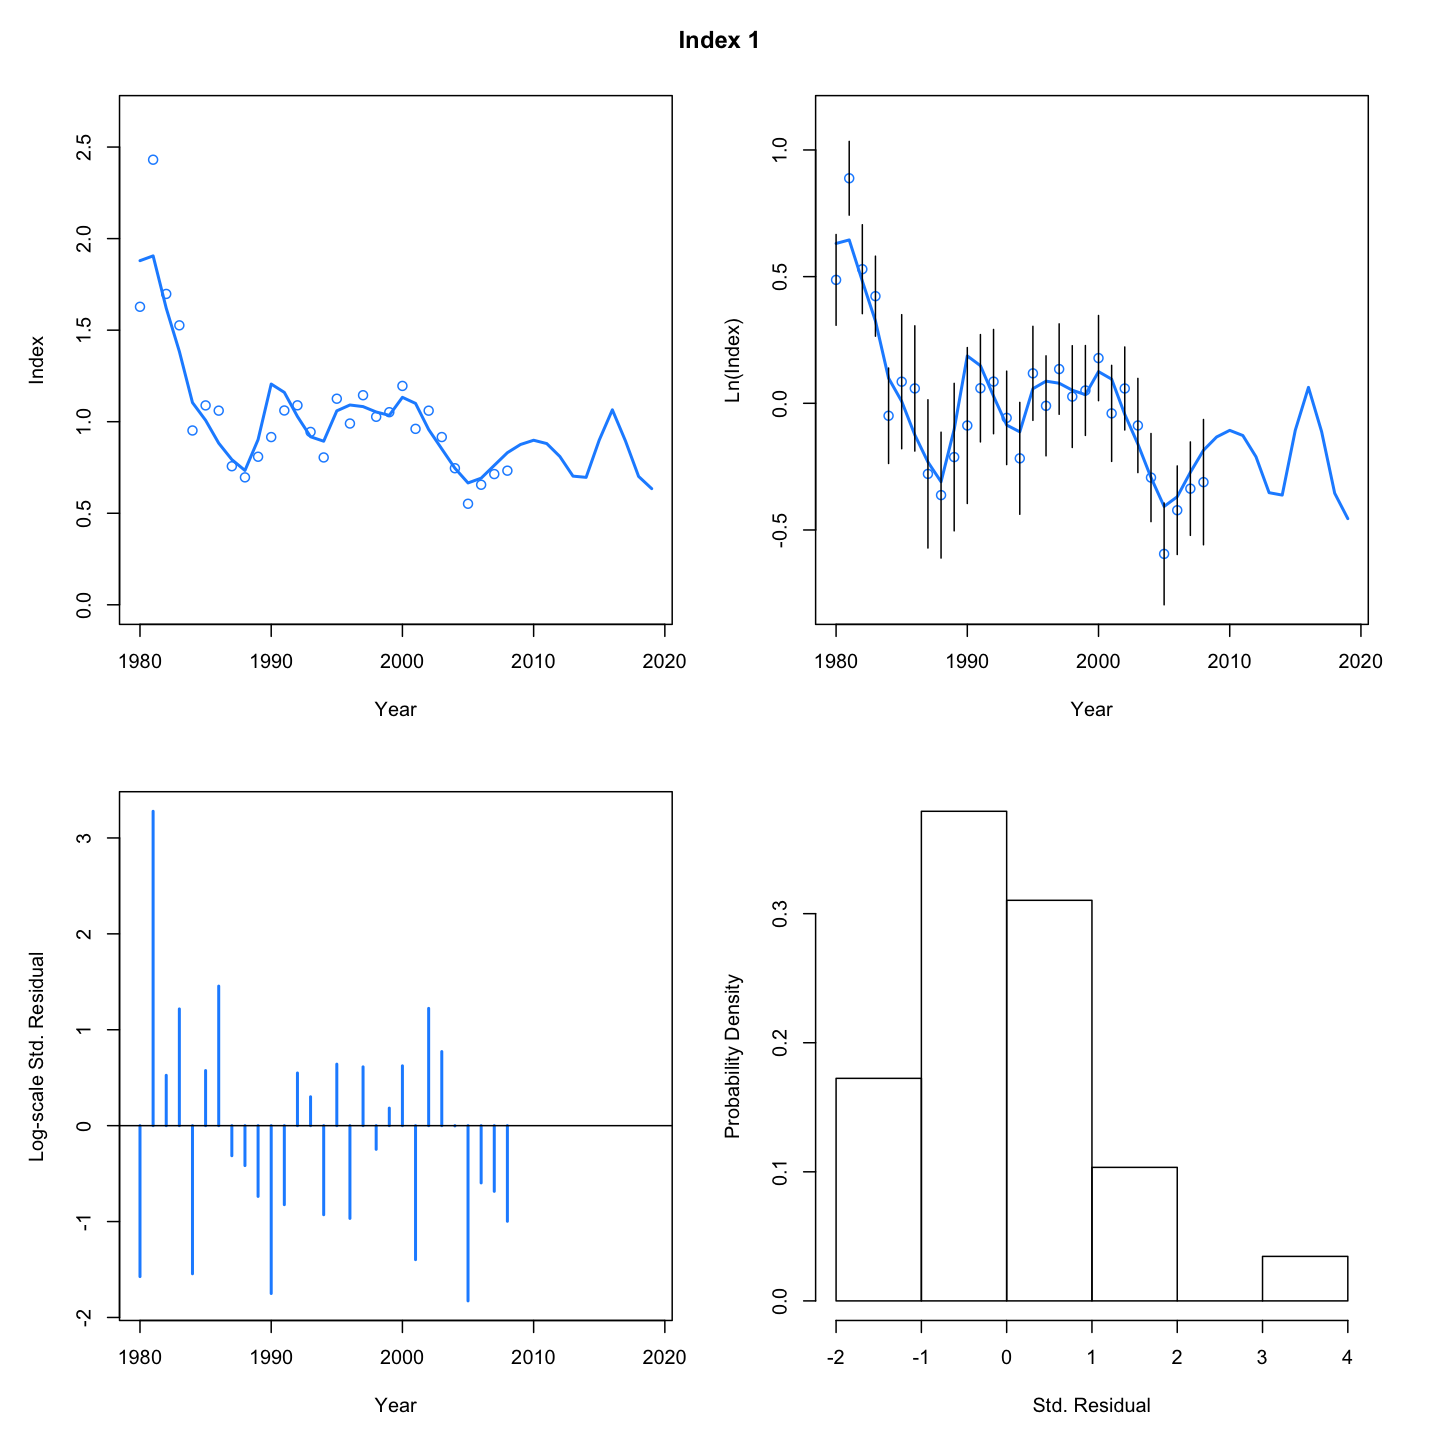 Index 1
2.5
2.0
1.5
1.0
0.5
0.0
Index
1980 1990 2000 2010 2020
Year
1.0
0.5
0.0
-0.5
Ln(Index)
1980 1990 2000 2010 2020
Year
3
2
1
0
-1
-2
Log-scale Std. Residual
1980 1990 2000 2010 2020
Year
0.3
0.2
0.1
0.0
Probability Density
-2 -1 0 1 2 3 4
Std. Residual